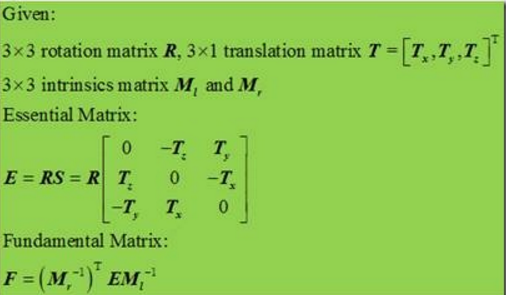 Given:
3×3 rotation matrix R, 3×1 translation matrix T = [Tx, Ty, Tz]^T
3×3 intrinsics matrix Ml and Mr
Essential Matrix:
E = RS = R [0 −Tz Ty
Tz 0 −Tx
−Ty Tx 0]
Fundamental Matrix:
F = (Mr^−1)^T EMl^−1